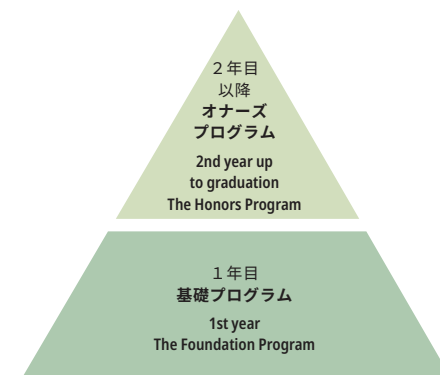 ２年目
以降
オナーズ
プログラム
2nd year up
to graduation
The Honors Program
１年目
基礎プログラム
1st year
The Foundation Program